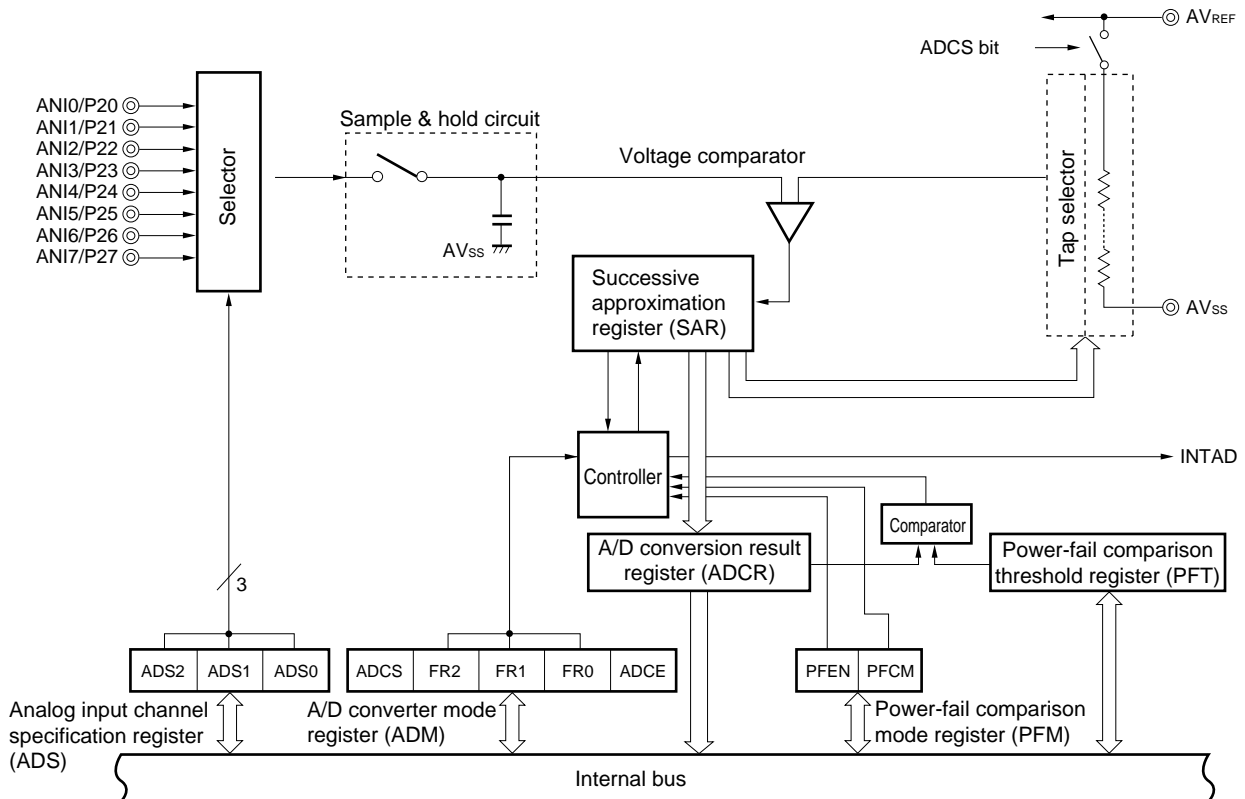 AVREF
ADCS bit
ANI0/P20
ANI1/P21
ANI2/P22
ANI3/P23
ANI4/P24
ANI5/P25
ANI6/P26
ANI7/P27
Selector
Sample & hold circuit
AVSS
Voltage comparator
Tap selector
AVSS
Successive
approximation
register (SAR)
Controller
INTAD
Comparator
A/D conversion result
register (ADCR)
Power-fail comparison
threshold register (PFT)
3
ADS2 ADS1 ADS0
ADCS FR2 FR1 FR0 ADCE
PFEN PFCM
Analog input channel
specification register
(ADS)
A/D converter mode
register (ADM)
Power-fail comparison
mode register (PFM)
Internal bus